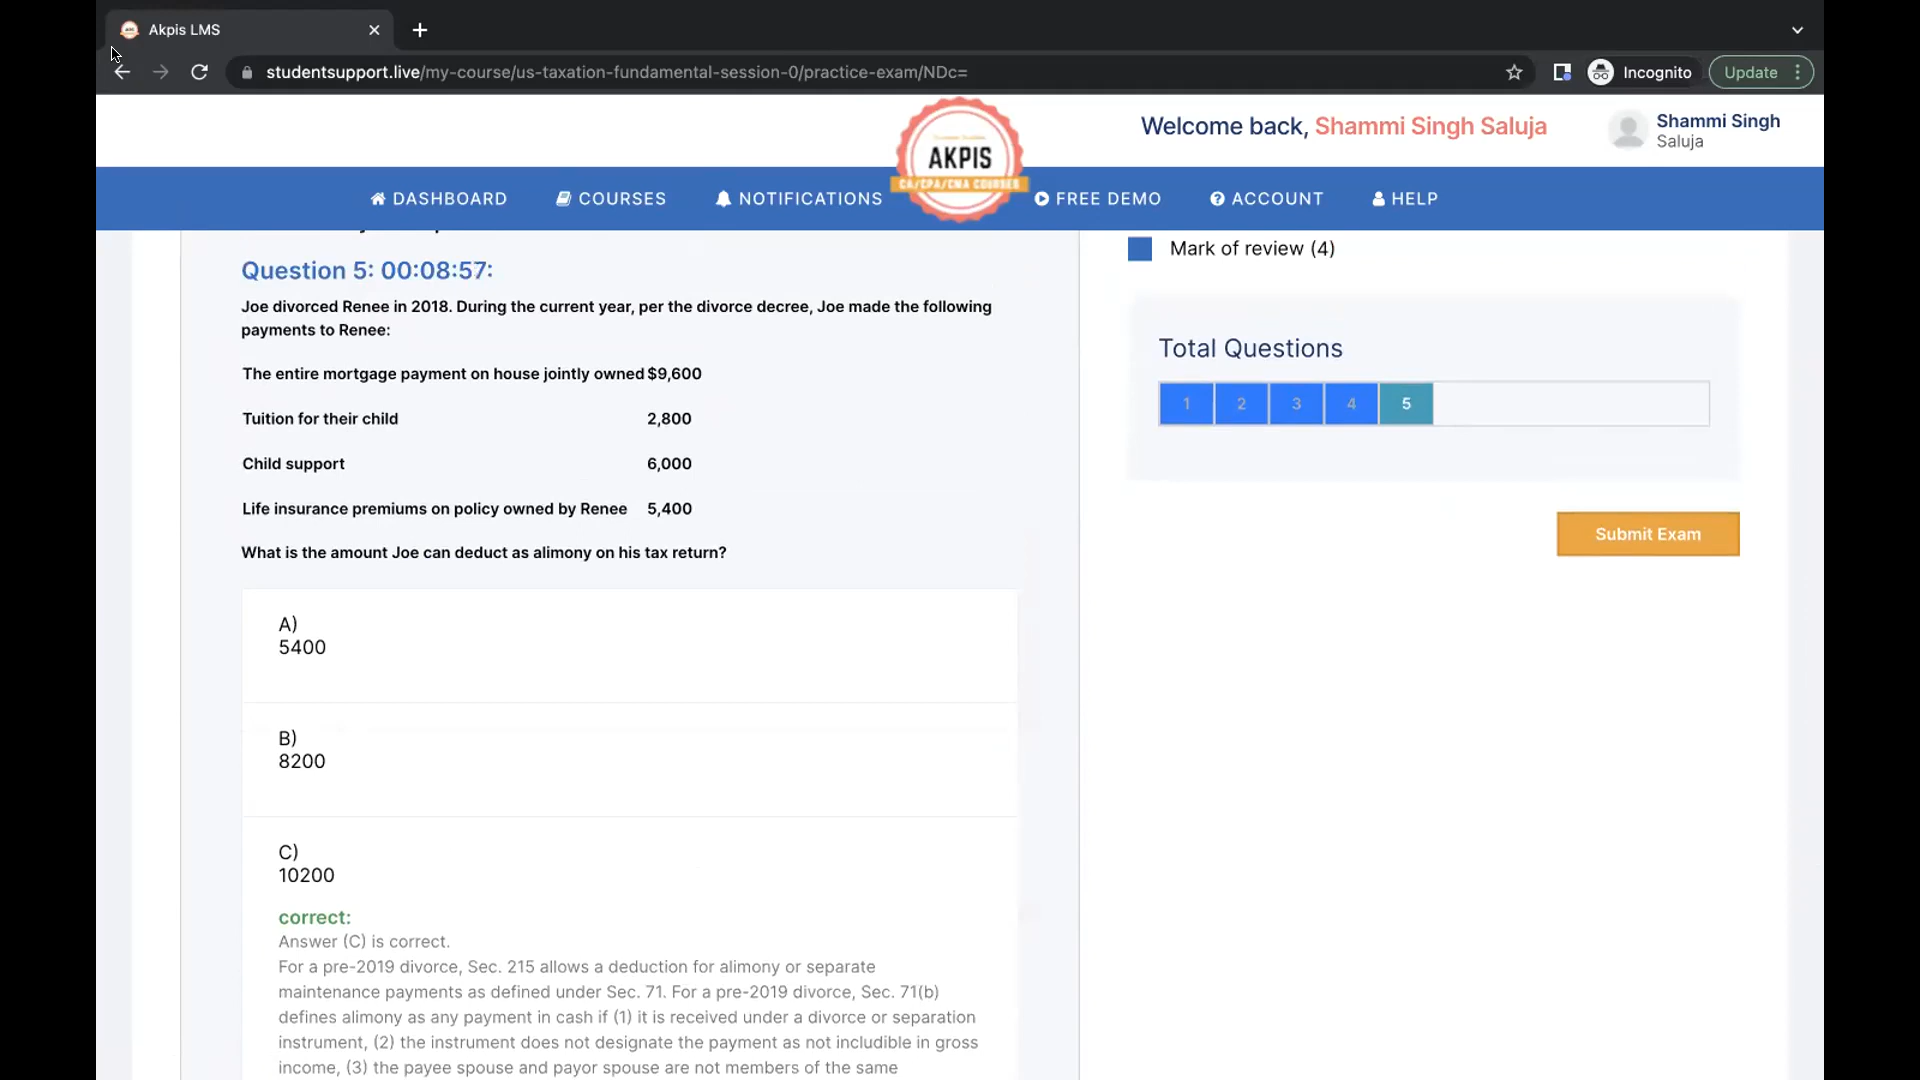 Akpis LMS
studentsupport.live/my-course/us-taxation-fundamental-session-0/practice-exam/NDc=
Incognito
Update
Welcome back, Shammi Singh Saluja
Shammi Singh
Saluja
AKPIS
CA/CPA/CMA COURSES
DASHBOARD
COURSES
NOTIFICATIONS
FREE DEMO
ACCOUNT
HELP
Question 5: 00:08:57:
Joe divorced Renee in 2018. During the current year, per the divorce decree, Joe made the following
payments to Renee:
The entire mortgage payment on house jointly owned $9,600
Tuition for their child 2,800
Child support 6,000
Life insurance premiums on policy owned by Renee 5,400
What is the amount Joe can deduct as alimony on his tax return?
A)
5400
B)
8200
C)
10200
correct:
Answer (C) is correct.
For a pre-2019 divorce, Sec. 215 allows a deduction for alimony or separate
maintenance payments as defined under Sec. 71. For a pre-2019 divorce, Sec. 71(b)
defines alimony as any payment in cash if (1) it is received under a divorce or separation
instrument, (2) the instrument does not designate the payment as not includible in gross
income, (3) the payee spouse and payor spouse are not members of the same
Mark of review (4)
Total Questions
1 2 3 4 5
Submit Exam